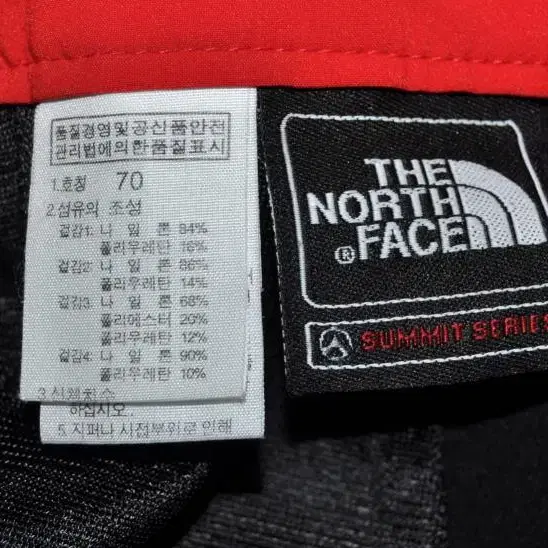 품질경영및공산품안전
관리법에의한품질표시
1.호칭 70
2.섬유의 조성
겉감1: 나 일 론 84%
폴리우레탄 16%
겉감2: 나 일 론 86%
폴리우레탄 14%
겉감3: 나 일 론 68%
폴리에스터 20%
폴리우레탄 12%
겉감4: 나 일 론 90%
폴리우레탄 10%
3.신체치수
하십시오.
5. 지퍼나 시접부위로 인해
THE
NORTH
FACE
®
SUMMIT SERIES